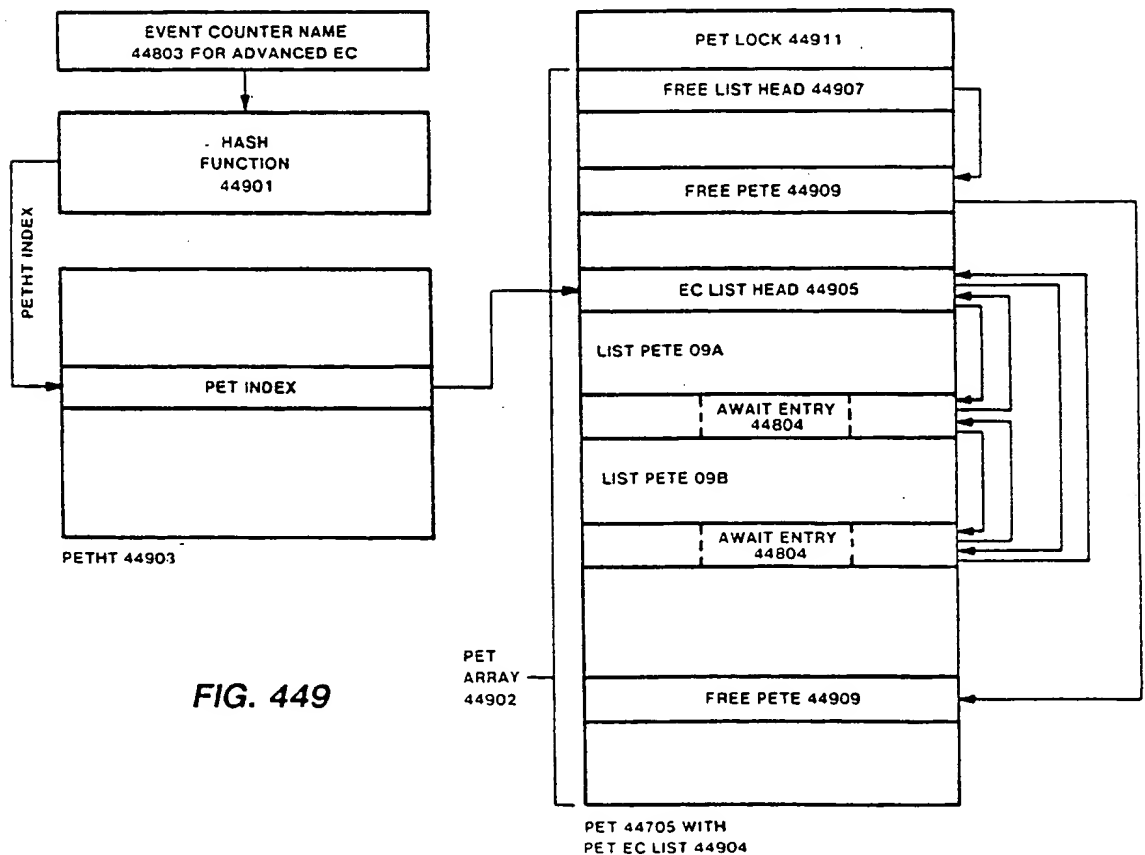 EVENT COUNTER NAME
44803 FOR ADVANCED EC
HASH
FUNCTION
44901
PETHT INDEX
PET INDEX
PETHT 44903
FIG. 449
PET LOCK 44911
FREE LIST HEAD 44907
FREE PETE 44909
EC LIST HEAD 44905
LIST PETE 09A
AWAIT ENTRY
44804
LIST PETE 09B
AWAIT ENTRY
44804
FREE PETE 44909
PET
ARRAY
44902
PET 44705 WITH
PET EC LIST 44904